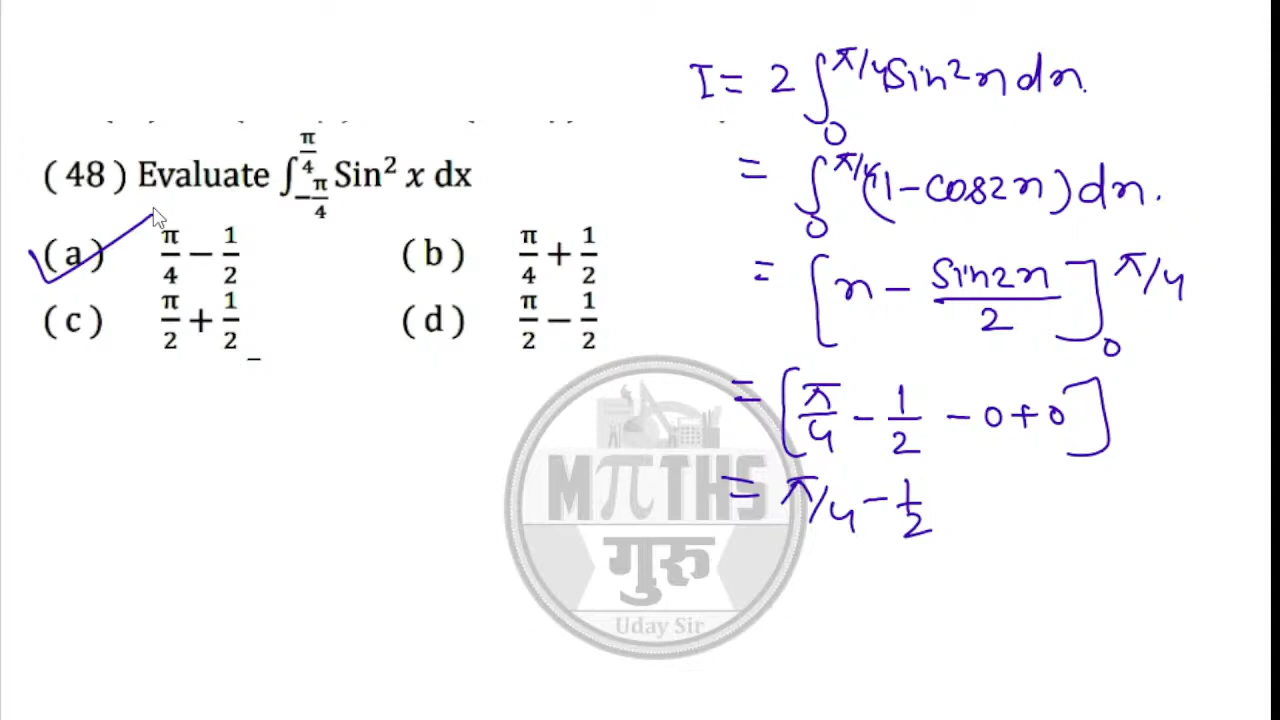 ( 48 ) Evaluate ∫_{-π/4}^{π/4} Sin² x dx
( a ) π/4 − 1/2 ( b ) π/4 + 1/2
( c ) π/2 + 1/2 ( d ) π/2 − 1/2
I = 2 ∫_0^{π/4} Sin²x dx.
= ∫_0^{π/4} (1 - cos2x) dx.
= [x - Sin2x/2]_0^{π/4}
= [π/4 - 1/2 - 0 + 0]
= π/4 - 1/2
MπTHS
गुरु
Uday Sir